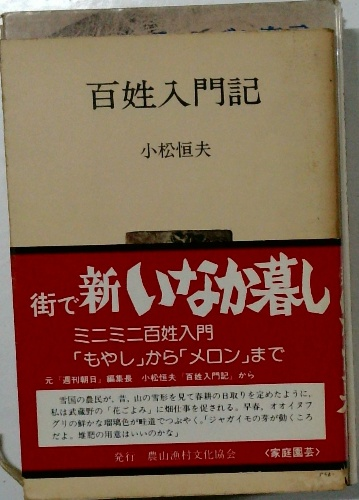 百姓入門記
小松恒夫
街で新いなか暮し
ミニミニ百姓入門
「もやし」から「メロン」まで
元「週刊朝日」編集長 小松恒夫「百姓入門記」から
雪国の農民が、昔、山の雪形を見て春耕の日取りを定めたように、
私は武蔵野の「花ごよみ」に畑仕事を促される。早春、オオイヌフ
グリの鮮かな瑠璃色が畦道でつぶやく、「ジャガイモの芽が動くころ
だよ。堆肥の用意はいいのかな」
発行 農山漁村文化協会
〈家庭園芸〉